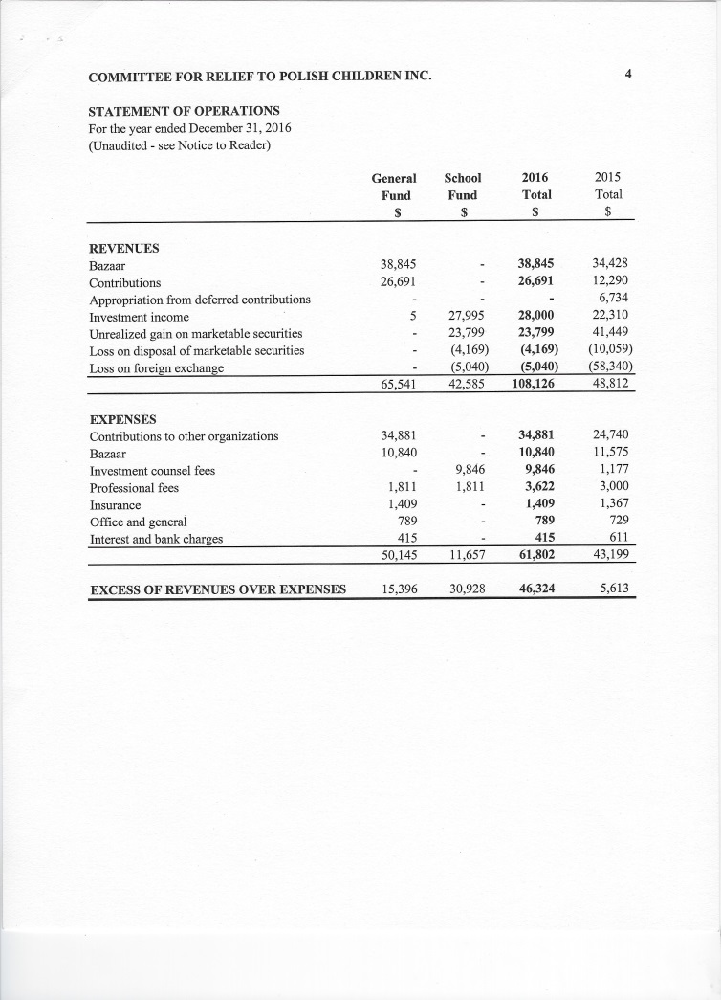 COMMITTEE FOR RELIEF TO POLISH CHILDREN INC. 4
STATEMENT OF OPERATIONS
For the year ended December 31, 2016
(Unaudited - see Notice to Reader)
General School 2016 2015
Fund Fund Total Total
$ $ $ $
REVENUES
Bazaar 38,845 - 38,845 34,428
Contributions 26,691 - 26,691 12,290
Appropriation from deferred contributions - - - 6,734
Investment income 5 27,995 28,000 22,310
Unrealized gain on marketable securities - 23,799 23,799 41,449
Loss on disposal of marketable securities - (4,169) (4,169) (10,059)
Loss on foreign exchange - (5,040) (5,040) (58,340)
65,541 42,585 108,126 48,812
EXPENSES
Contributions to other organizations 34,881 - 34,881 24,740
Bazaar 10,840 - 10,840 11,575
Investment counsel fees - 9,846 9,846 1,177
Professional fees 1,811 1,811 3,622 3,000
Insurance 1,409 - 1,409 1,367
Office and general 789 - 789 729
Interest and bank charges 415 - 415 611
50,145 11,657 61,802 43,199
EXCESS OF REVENUES OVER EXPENSES 15,396 30,928 46,324 5,613